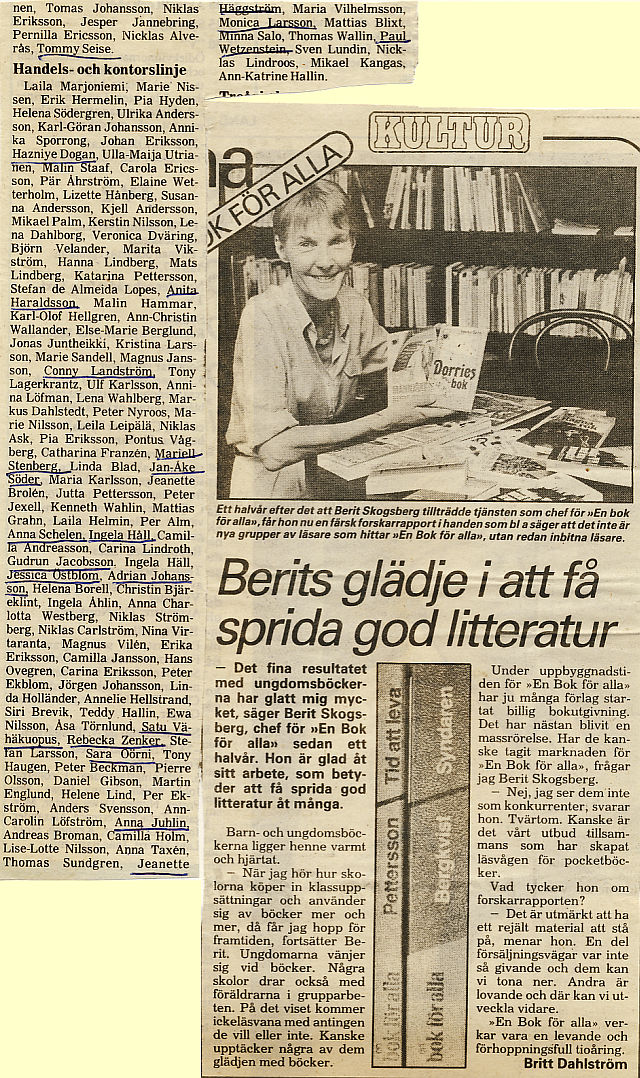 nen, Tomas Johansson, Niklas
Eriksson, Jesper Jannebring,
Pernilla Ericsson, Nicklas Alve-
rås, Tommy Seise.
Handels- och kontorslinje
Laila Marjoniemi, Marie Nis-
sen, Erik Hermelin, Pia Hyden,
Helena Södergren, Ulrika Anders-
son, Karl-Göran Johansson, Anni-
ka Sporrong, Johan Eriksson,
Hazniye Dogan, Ulla-Maija Utria-
nen, Malin Staaf, Carola Erics-
son, Pär Åhrström, Elaine Wet-
terholm, Lizette Hånberg, Susan-
na Andersson, Kjell Andersson,
Mikael Palm, Kerstin Nilsson, Le-
na Dahlborg, Veronica Dväring,
Björn Velander, Marita Vik-
ström, Hanna Lindberg, Mats
Lindberg, Katarina Pettersson,
Stefan de Almeida Lopes, Anita
Haraldsson, Malin Hammar,
Karl-Olof Hellgren, Ann-Christin
Wallander, Else-Marie Berglund,
Jonas Juntheikki, Kristina Lars-
son, Marie Sandell, Magnus Jans-
son, Conny Landström, Tony
Lagerkrantz, Ulf Karlsson, Anni-
na Löfman, Lena Wahlberg, Mar-
kus Dahlstedt, Peter Nyroos, Ma-
rie Nilsson, Leila Leipälä, Niklas
Ask, Pia Eriksson, Pontus Våg-
berg, Catharina Franzén, Mariell
Stenberg, Linda Blad, Jan-Åke
Söder, Maria Karlsson, Jeanette
Brolén, Jutta Pettersson, Peter
Jexell, Kenneth Wahlin, Mattias
Grahn, Laila Helmin, Per Alm,
Anna Schelen, Ingela Håll, Camil-
la Andreasson, Carina Lindroth,
Gudrun Jacobsson, Ingela Häll,
Jessica Östblom, Adrian Johans-
son, Helena Borell, Christin Bjär-
eklint, Ingela Åhlin, Anna Char-
lotta Westberg, Niklas Ström-
berg, Niklas Carlström, Nina Vir-
taranta, Magnus Vilén, Erika
Eriksson, Camilla Jansson, Hans
Ovegren, Carina Eriksson, Peter
Ekblom, Jörgen Johansson, Lin-
da Holländer, Annelie Hellstrand,
Siri Brevik, Teddy Hallin, Ewa
Nilsson, Åsa Törnlund, Satu Vä-
häkuopus, Rebecka Zenker, Ste-
fan Larsson, Sara Öörni, Tony
Haugen, Peter Beckman, Pierre
Olsson, Daniel Gibson, Martin
Englund, Helene Lind, Per Ek-
ström, Anders Svensson, Ann-
Carolin Löfström, Anna Juhlin,
Andreas Broman, Camilla Holm,
Lise-Lotte Nilsson, Anna Taxén,
Thomas Sundgren, Jeanette
Häggström, Maria Vilhelmsson,
Monica Larsson, Mattias Blixt,
Minna Salo, Thomas Wallin, Paul
Wetzenstein, Sven Lundin, Nick-
las Lindroos, Mikael Kangas,
Ann-Katrine Hallin.
KULTUR
na
OK FÖR ALLA
Dorries
bok
Ett halvår efter det att Berit Skogsberg tillträdde tjänsten som chef för »En bok
för alla», får hon nu en färsk forskarrapport i handen som bl a säger att det inte är
nya grupper av läsare som hittar »En Bok för alla», utan redan inbitna läsare.
Berits glädje i att få
sprida god litteratur
– Det fina resultatet
med ungdomsböcker-
na har glatt mig myc-
ket, säger Berit Skogs-
berg, chef för »En Bok
för alla» sedan ett
halvår. Hon är glad åt
sitt arbete, som bety-
der att få sprida god
litteratur åt många.
Barn- och ungdomsböc-
kerna ligger henne varmt
och hjärtat.
– När jag hör hur sko-
lorna köper in klassupp-
sättningar och använder
sig av böcker mer och
mer, då får jag hopp för
framtiden, fortsätter Be-
rit. Ungdomarna vänjer
sig vid böcker. Några
skolor drar också med
föräldrarna i grupparbe-
ten. På det viset kommer
ickeläsvana med antingen
de vill eller inte. Kanske
upptäcker några av dem
glädjen med böcker.
Tid att leva
Pettersson
bok för alla
Syndaren
Bergkvist
bok för alla
Under uppbyggnadsti-
den för »En Bok för alla»
har ju många förlag star-
tat billig bokutgivning.
Det har nästan blivit en
massrörelse. Har de kan-
ske tagit marknaden för
»En Bok för alla», frågar
jag Berit Skogsberg.
– Nej, jag ser dem inte
som konkurrenter, svarar
hon. Tvärtom. Kanske är
det vårt utbud tillsam-
mans som har skapat
läsvågen för pocketböc-
ker.
Vad tycker hon om
forskarrapporten?
– Det är utmärkt att ha
ett rejält material att stå
på, menar hon. En del
försäljningsvägar var inte
så givande och dem kan
vi tona ner. Andra är
lovande och där kan vi ut-
veckla vidare.
»En Bok för alla» ver-
kar vara en levande och
förhoppningsfull tioåring.
Britt Dahlström